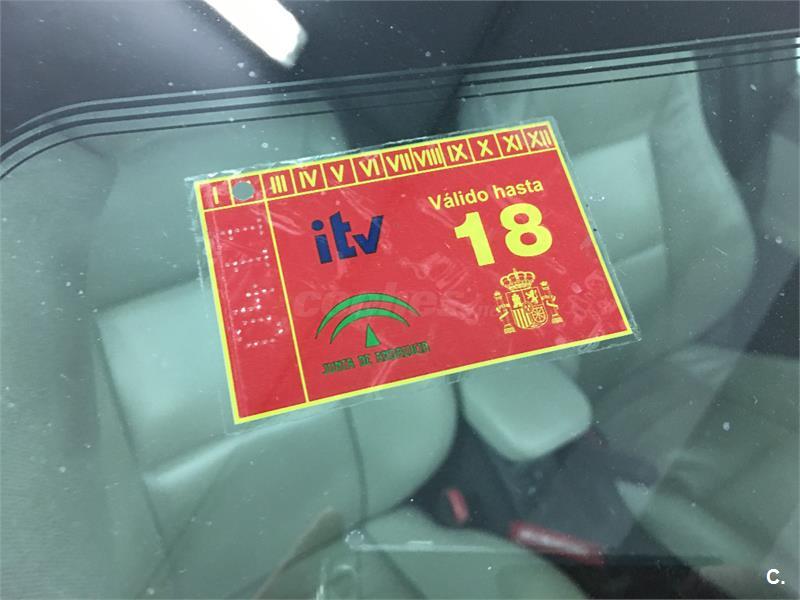 I III IV V VI VII VIII IX X XI XII
Válido hasta
18
itv
JUNTA DE ANDALUCIA
C.